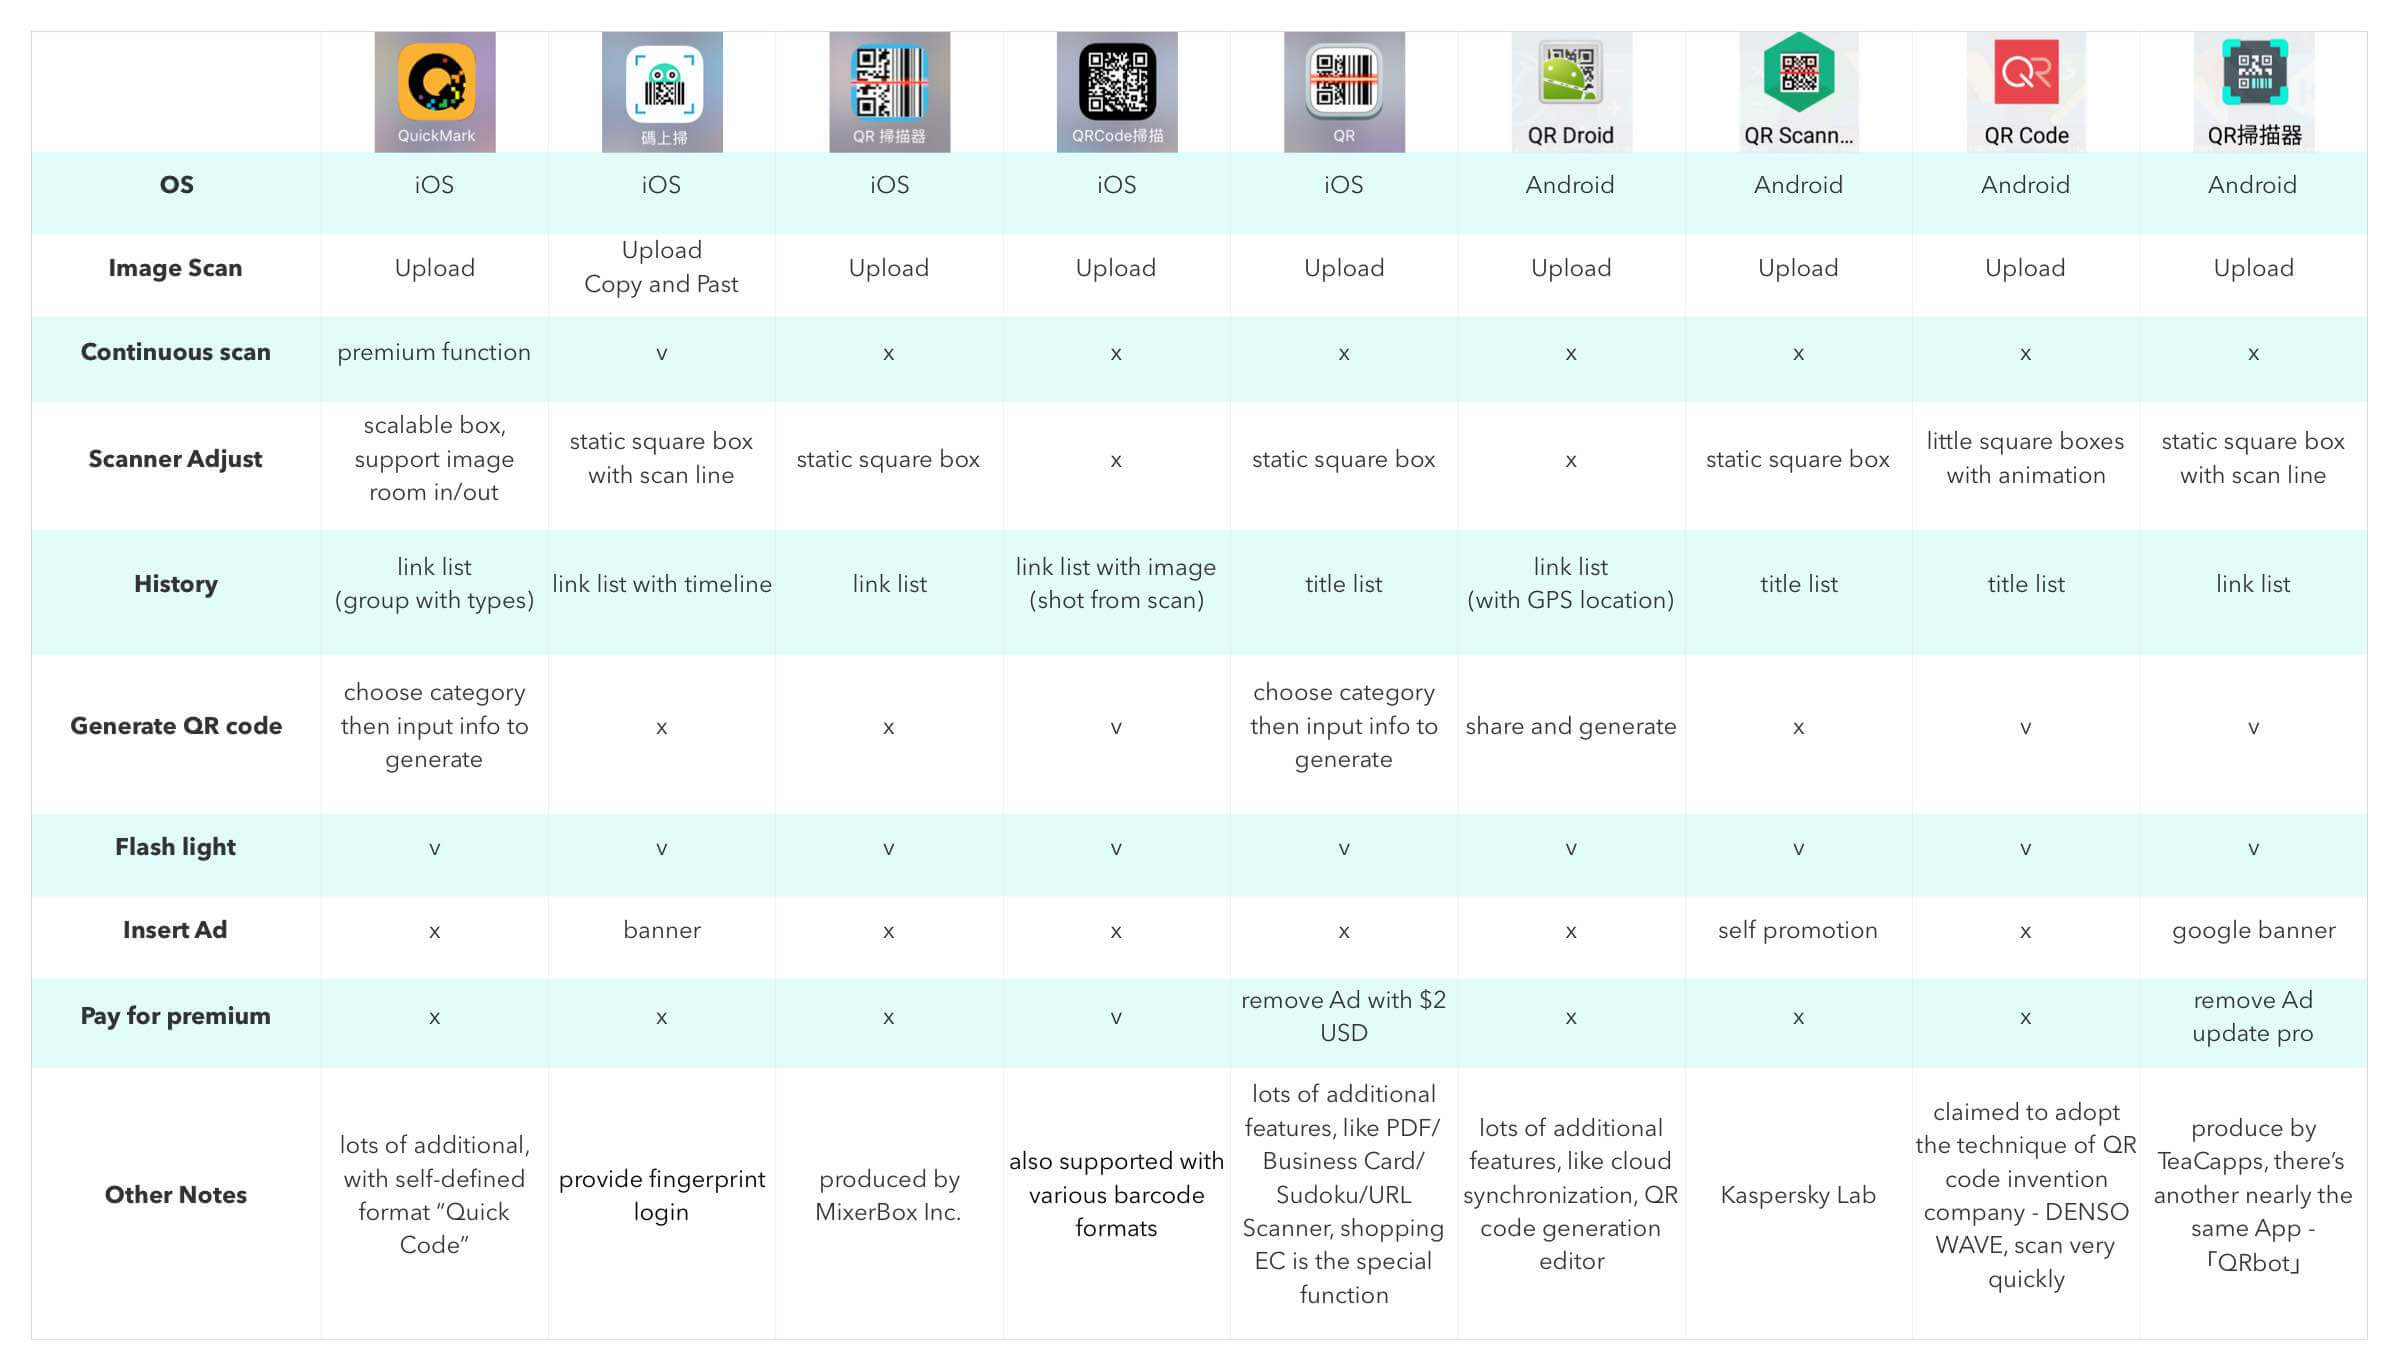 QuickMark
碼上掃
QR 掃描器
QRCode掃描
QR
QR Droid
QR Scann...
QR Code
QR掃描器
OS
iOS
iOS
iOS
iOS
iOS
Android
Android
Android
Android
Image Scan
Upload
Upload
Copy and Past
Upload
Upload
Upload
Upload
Upload
Upload
Upload
Continuous scan
premium function
v
x
x
x
x
x
x
x
Scanner Adjust
scalable box,
support image
room in/out
static square box
with scan line
static square box
x
static square box
x
static square box
little square boxes
with animation
static square box
with scan line
History
link list
(group with types)
link list with timeline
link list
link list with image
(shot from scan)
title list
link list
(with GPS location)
title list
title list
link list
Generate QR code
choose category
then input info to
generate
x
x
v
choose category
then input info to
generate
share and generate
x
v
v
Flash light
v
v
v
v
v
v
v
v
v
Insert Ad
x
banner
x
x
x
x
self promotion
x
google banner
Pay for premium
x
x
x
v
remove Ad with $2
USD
x
x
x
remove Ad
update pro
Other Notes
lots of additional,
with self-defined
format “Quick
Code”
provide fingerprint
login
produced by
MixerBox Inc.
also supported with
various barcode
formats
lots of additional
features, like PDF/
Business Card/
Sudoku/URL
Scanner, shopping
EC is the special
function
lots of additional
features, like cloud
synchronization, QR
code generation
editor
Kaspersky Lab
claimed to adopt
the technique of QR
code invention
company - DENSO
WAVE, scan very
quickly
produce by
TeaCapps, there’s
another nearly the
same App -
「QRbot」